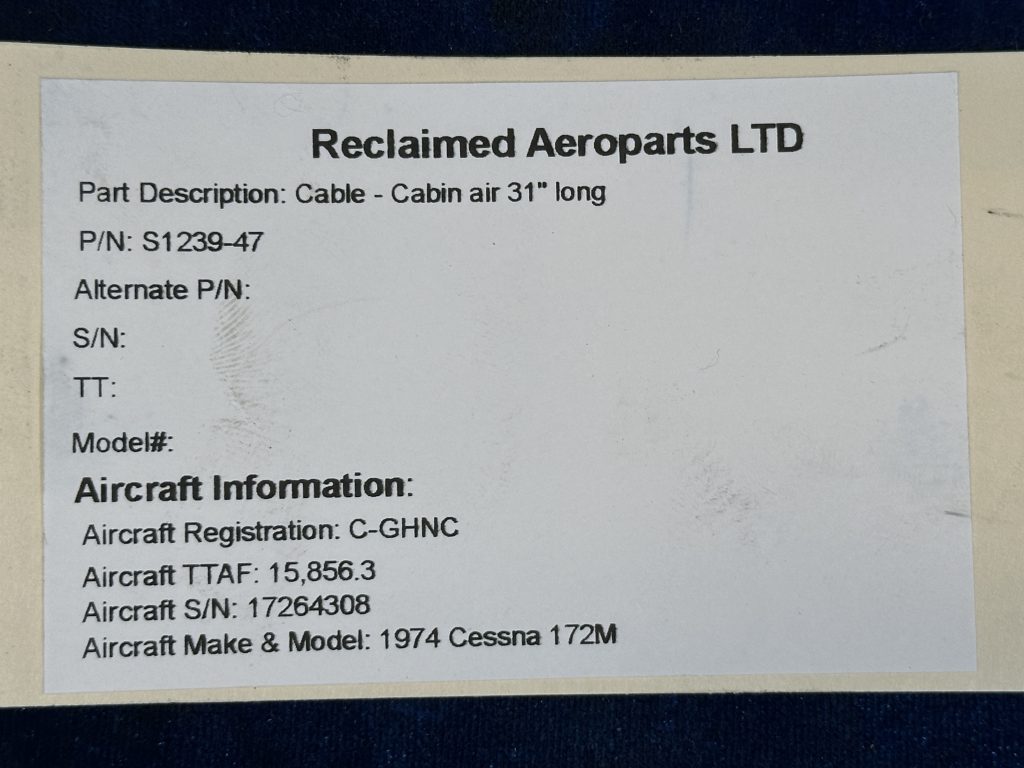 Reclaimed Aeroparts LTD
Part Description: Cable - Cabin air 31" long
P/N: S1239-47
Alternate P/N:
S/N:
TT:
Model#:
Aircraft Information:
Aircraft Registration: C-GHNC
Aircraft TTAF: 15,856.3
Aircraft S/N: 17264308
Aircraft Make & Model: 1974 Cessna 172M